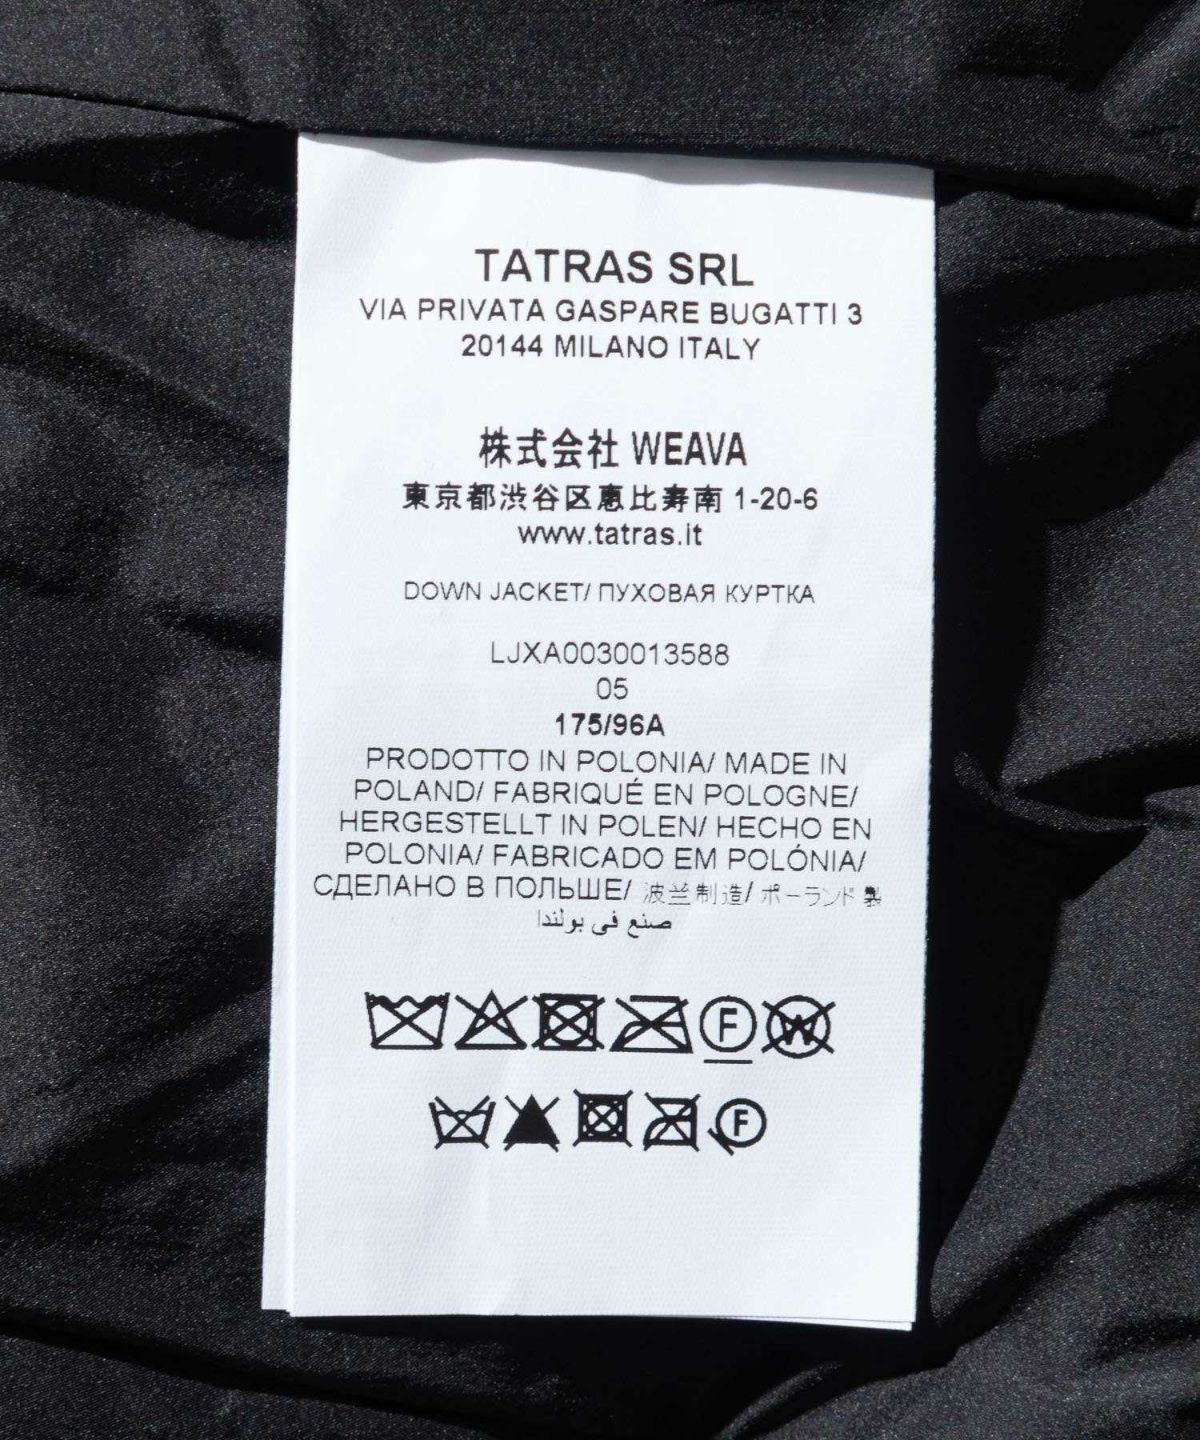 TATRAS SRL
VIA PRIVATA GASPARE BUGATTI 3
20144 MILANO ITALY
株式会社 WEAVA
東京都渋谷区恵比寿南 1-20-6
www.tatras.it
DOWN JACKET/ ПУХОВАЯ КУРТКА
LJXA0030013588
05
175/96A
PRODOTTO IN POLONIA/ MADE IN
POLAND/ FABRIQUÉ EN POLOGNE/
HERGESTELLT IN POLEN/ HECHO EN
POLONIA/ FABRICADO EM POLÓNIA/
СДЕЛАНО В ПОЛЬШЕ/ 波兰制造/ ポーランド製
صنع في بولندا
F W
F